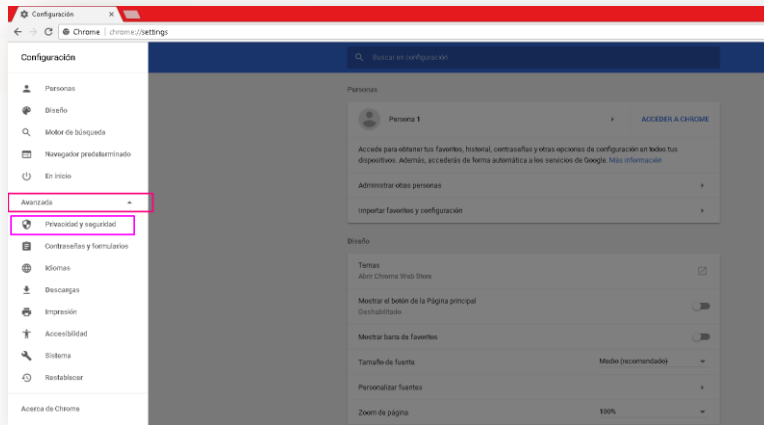 Configuración
Chrome | chrome://settings
Configuración
Buscar en configuración
Personas
Diseño
Motor de búsqueda
Navegador predeterminado
En inicio
Avanzada
Privacidad y seguridad
Contraseñas y formularios
Idiomas
Descargas
Impresión
Accesibilidad
Sistema
Restablecer
Acerca de Chrome
Personas
Persona 1
ACCEDER A CHROME
Accede para obtener tus favoritos, historial, contraseñas y otras opciones de configuración en todos tus
dispositivos. Además, accederás de forma automática a los servicios de Google. Más información
Administrar otras personas
Importar favoritos y configuración
Diseño
Temas
Abrir Chrome Web Store
Mostrar el botón de la Página principal
Deshabilitado
Mostrar barra de favoritos
Tamaño de fuente
Medio (recomendado)
Personalizar fuentes
Zoom de página
100%